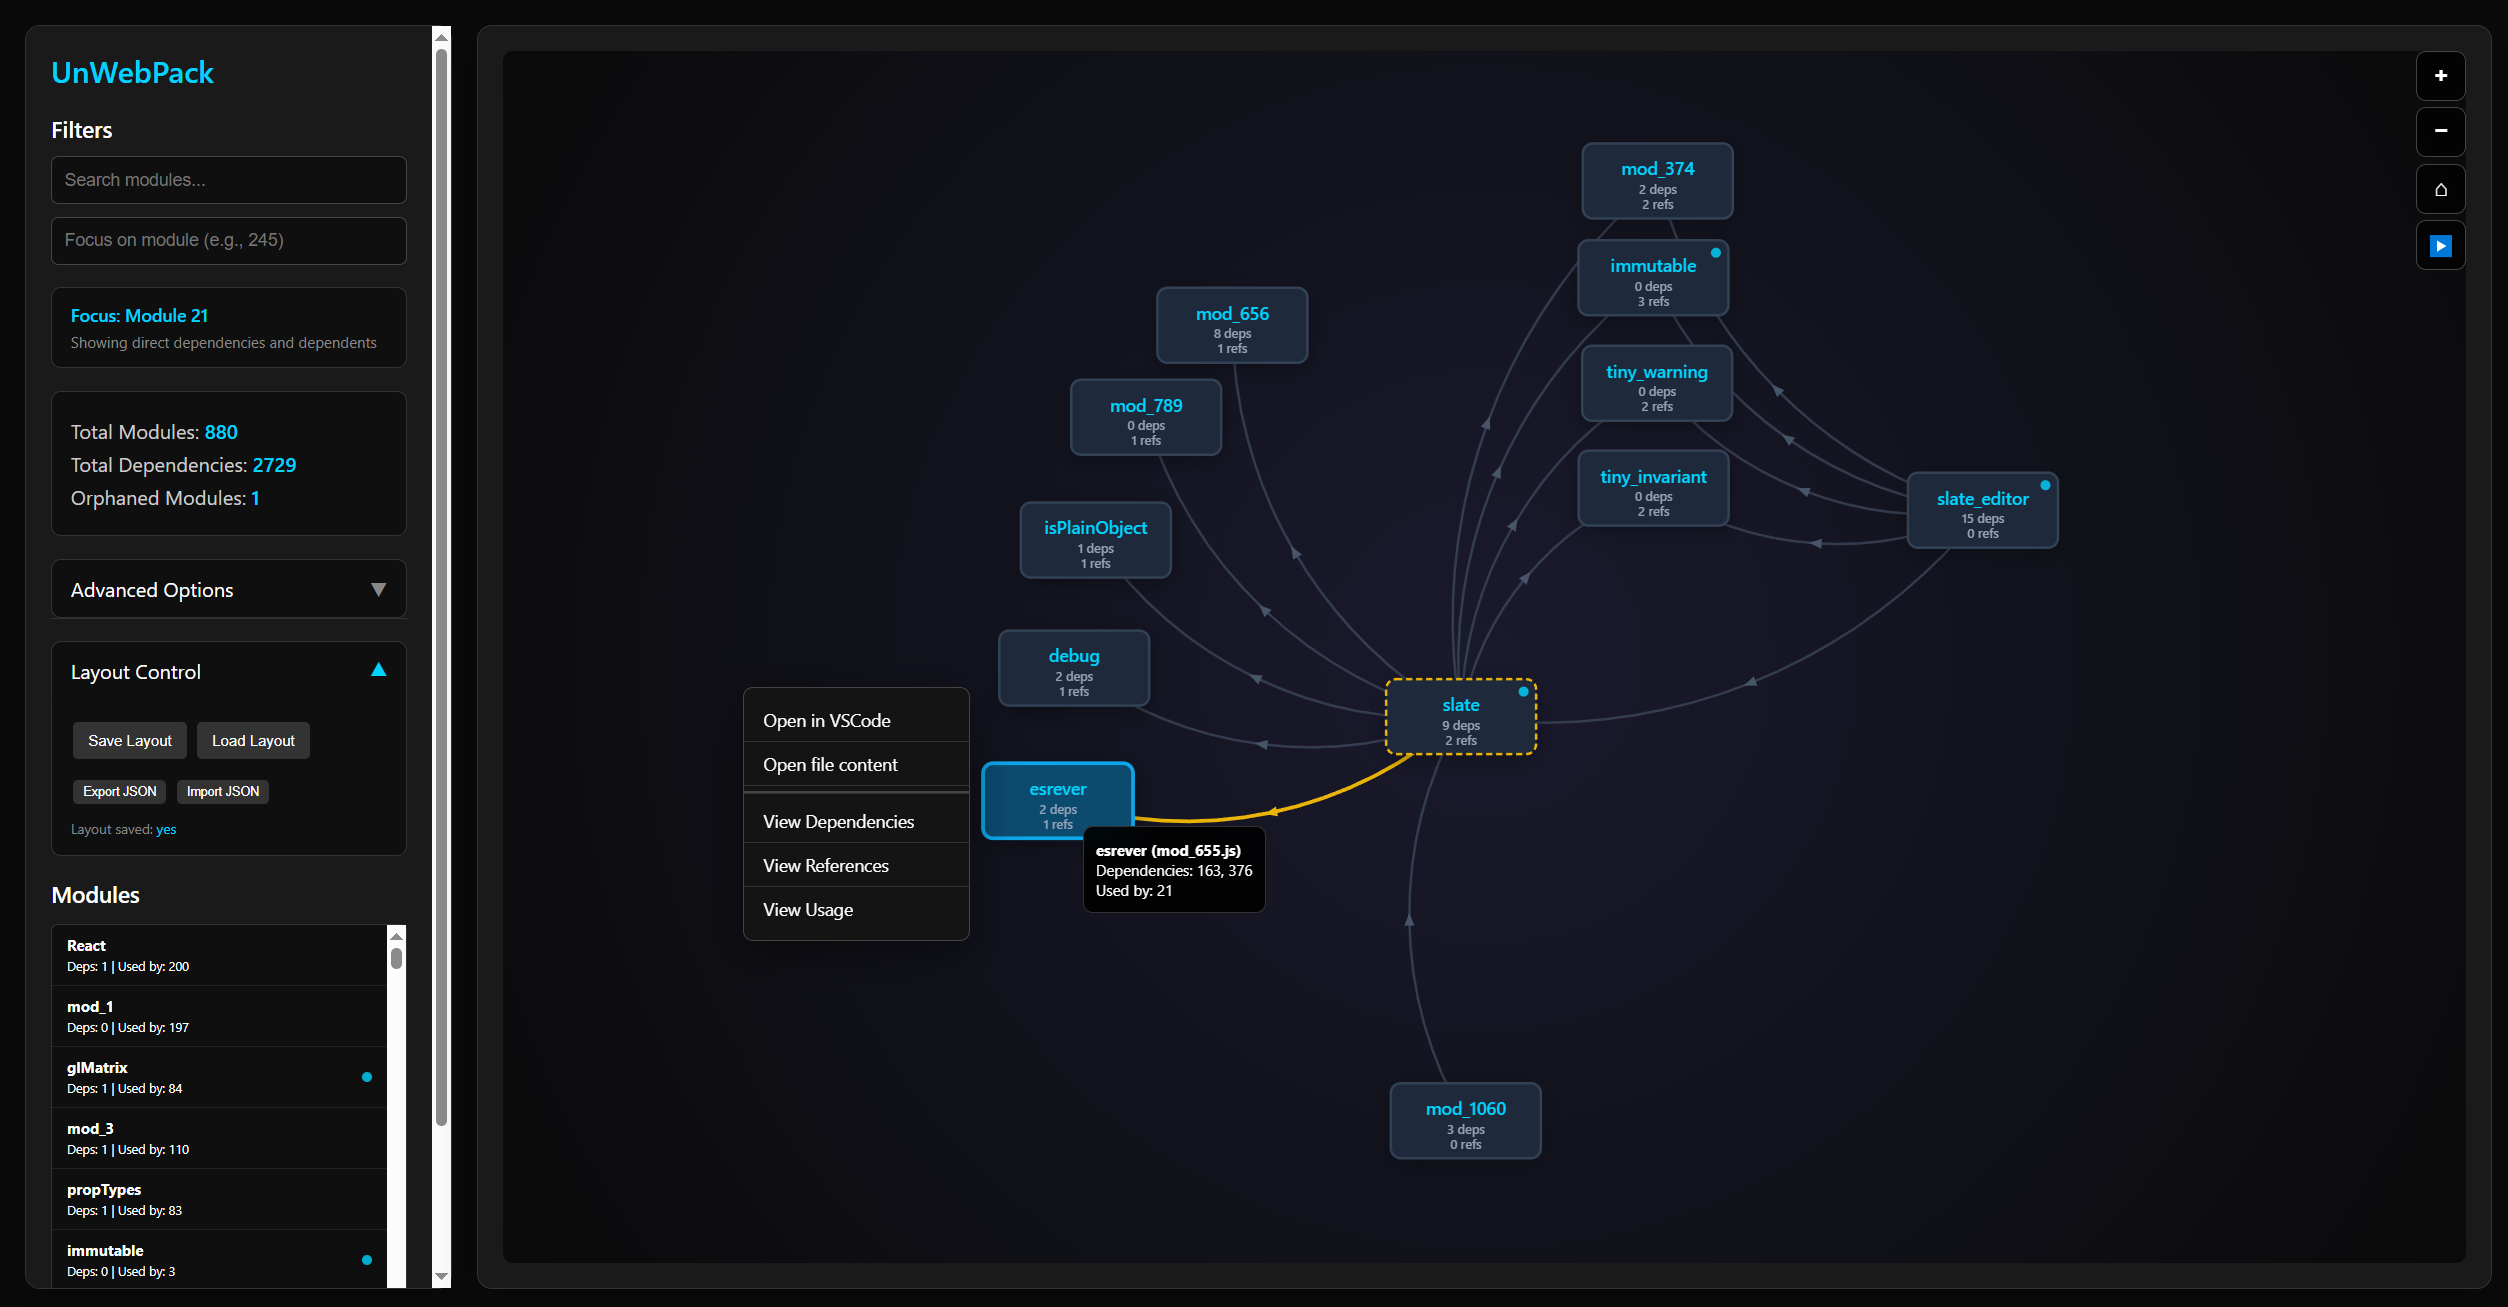 UnWebPack
Filters
Search modules...
Focus on module (e.g., 245)
Focus: Module 21
Showing direct dependencies and dependents
Total Modules: 880
Total Dependencies: 2729
Orphaned Modules: 1
Advanced Options
Layout Control
Save Layout
Load Layout
Export JSON
Import JSON
Layout saved: yes
Modules
React
Deps: 1 | Used by: 200
mod_1
Deps: 0 | Used by: 197
glMatrix
Deps: 1 | Used by: 84
mod_3
Deps: 1 | Used by: 110
propTypes
Deps: 1 | Used by: 83
immutable
Deps: 0 | Used by: 3
mod_374
2 deps
2 refs
immutable
0 deps
3 refs
mod_656
8 deps
1 refs
tiny_warning
0 deps
2 refs
mod_789
0 deps
1 refs
tiny_invariant
0 deps
2 refs
slate_editor
15 deps
0 refs
isPlainObject
1 deps
1 refs
debug
2 deps
1 refs
slate
9 deps
2 refs
Open in VSCode
Open file content
View Dependencies
View References
View Usage
esrever
2 deps
1 refs
esrever (mod_655.js)
Dependencies: 163, 376
Used by: 21
mod_1060
3 deps
0 refs
+
−